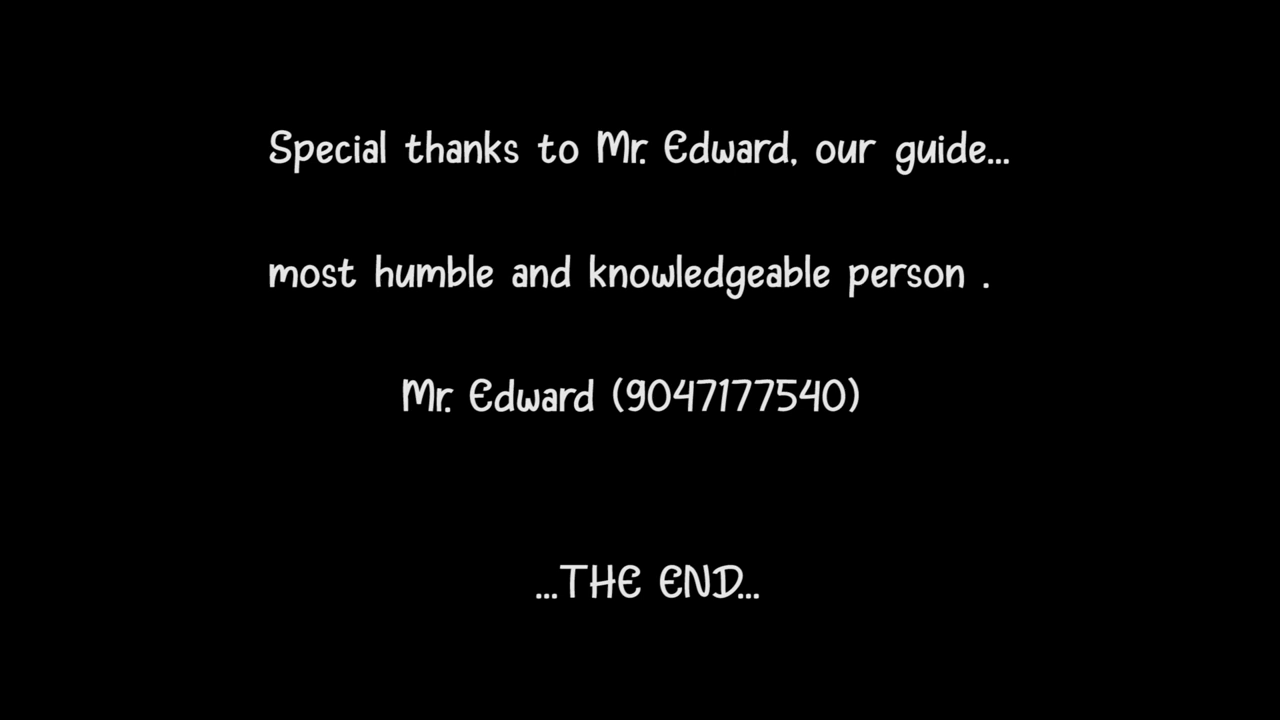 Special thanks to Mr. Edward, our guide...
most humble and knowledgeable person .
Mr. Edward (9047177540)
...THE END...